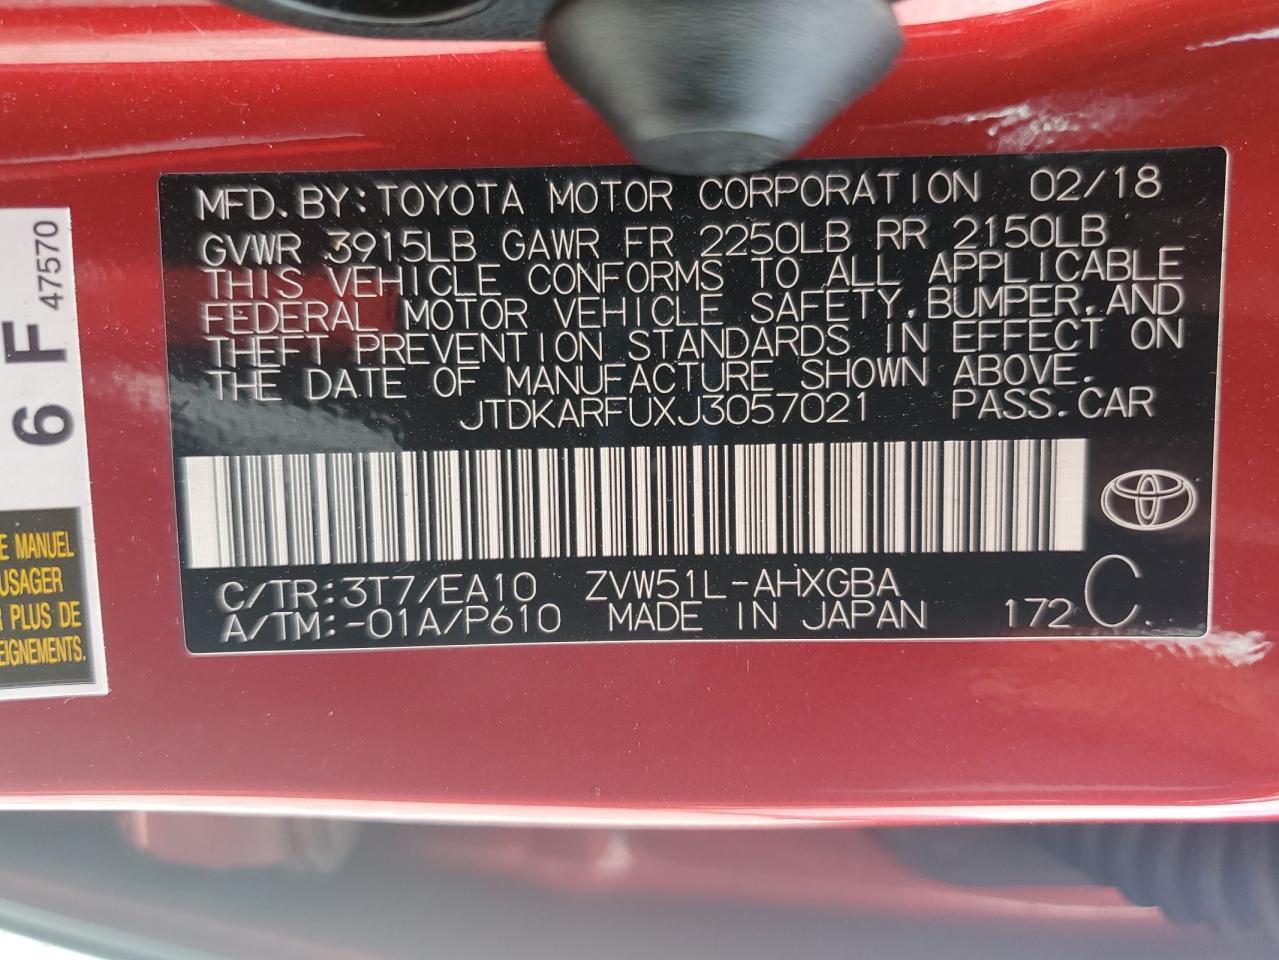 MFD.BY:TOYOTA MOTOR CORPORATION 02/18
GVWR 3915LB GAWR FR 2250LB RR 2150LB
THIS VEHICLE CONFORMS TO ALL APPLICABLE
FEDERAL MOTOR VEHICLE SAFETY,BUMPER,AND
THEFT PREVENTION STANDARDS IN EFFECT ON
THE DATE OF MANUFACTURE SHOWN ABOVE.
JTDKARFUXJ3057021 PASS.CAR
C/TR:3T7/EA10 ZVW51L-AHXGBA
A/TM:-01A/P610 MADE IN JAPAN 172 C
6 F 47570
E MANUEL
USAGER
R PLUS DE
EIGNEMENTS.